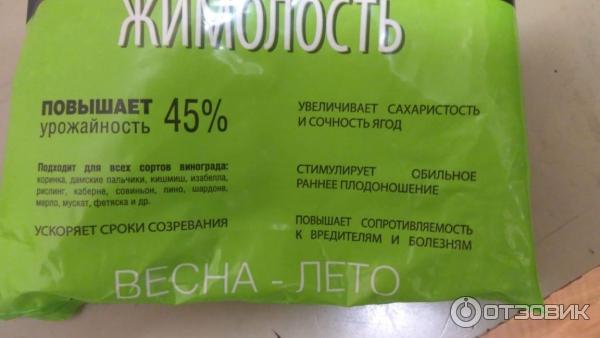 ЖИМОЛОСТЬ
ПОВЫШАЕТ
урожайность 45%
Подходит для всех сортов винограда:
коринка, дамские пальчики, кишмиш, изабелла,
рислинг, каберне, совиньон, пино, шардоне,
мерло, мускат, фетяска и др.
УСКОРЯЕТ СРОКИ СОЗРЕВАНИЯ
УВЕЛИЧИВАЕТ САХАРИСТОСТЬ
И СОЧНОСТЬ ЯГОД
СТИМУЛИРУЕТ ОБИЛЬНОЕ
РАННЕЕ ПЛОДОНОШЕНИЕ
ПОВЫШАЕТ СОПРОТИВЛЯЕМОСТЬ
К ВРЕДИТЕЛЯМ И БОЛЕЗНЯМ
ВЕСНА - ЛЕТО
ОТЗОВИК